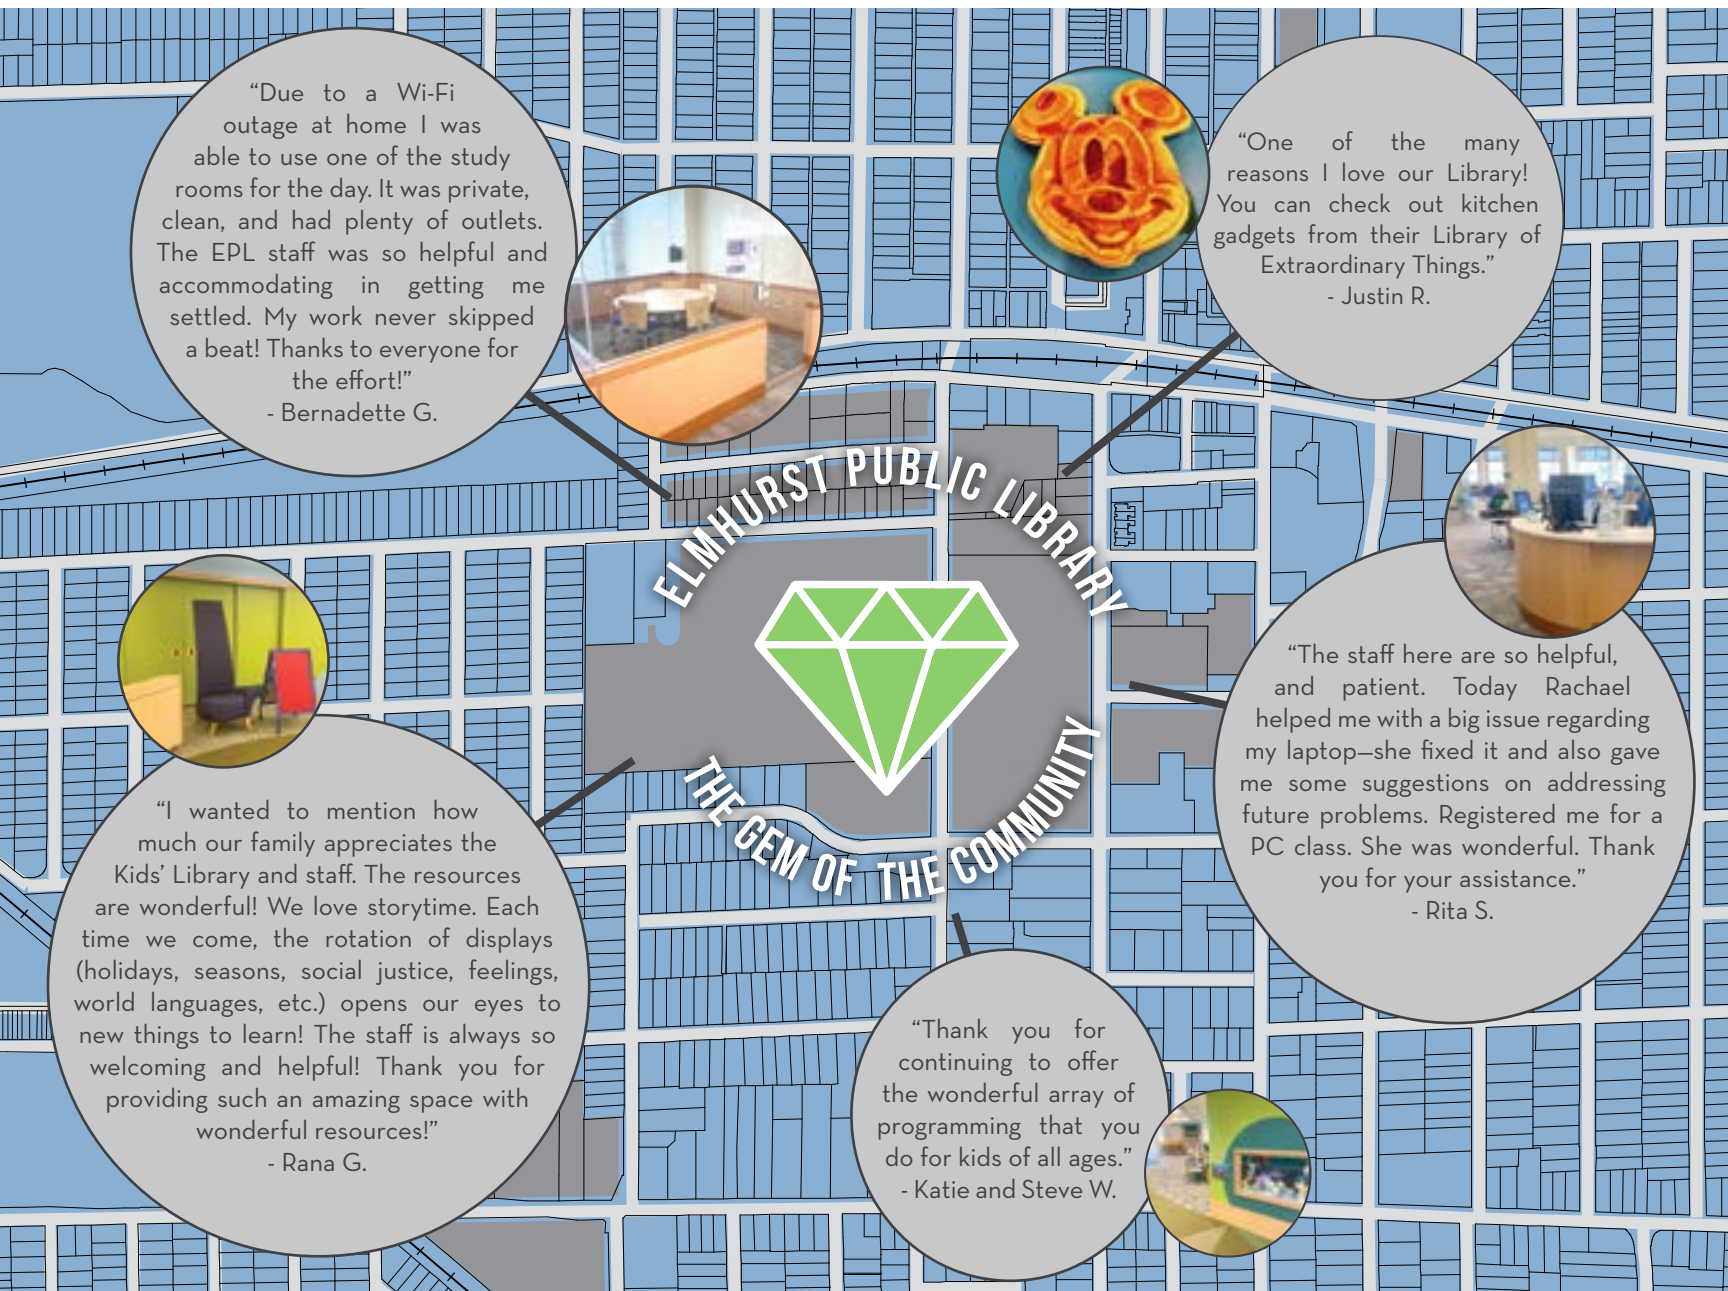 “Due to a Wi-Fi
outage at home I was
able to use one of the study
rooms for the day. It was private,
clean, and had plenty of outlets.
The EPL staff was so helpful and
accommodating in getting me
settled. My work never skipped
a beat! Thanks to everyone for
the effort!”
- Bernadette G.
“One of the many
reasons I love our Library!
You can check out kitchen
gadgets from their Library of
Extraordinary Things.”
- Justin R.
ELMHURST PUBLIC LIBRARY
THE GEM OF THE COMMUNITY
“The staff here are so helpful,
and patient. Today Rachael
helped me with a big issue regarding
my laptop—she fixed it and also gave
me some suggestions on addressing
future problems. Registered me for a
PC class. She was wonderful. Thank
you for your assistance.”
- Rita S.
“I wanted to mention how
much our family appreciates the
Kids’ Library and staff. The resources
are wonderful! We love storytime. Each
time we come, the rotation of displays
(holidays, seasons, social justice, feelings,
world languages, etc.) opens our eyes to
new things to learn! The staff is always so
welcoming and helpful! Thank you for
providing such an amazing space with
wonderful resources!”
- Rana G.
“Thank you for
continuing to offer
the wonderful array of
programming that you
do for kids of all ages.”
- Katie and Steve W.